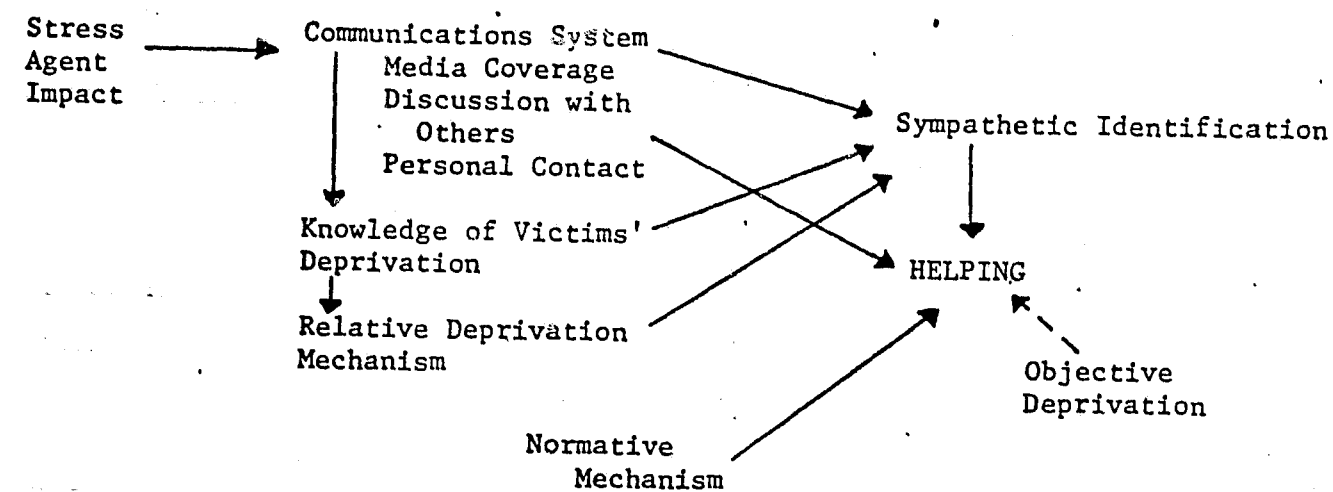 Stress
Agent
Impact
Communications System
Media Coverage
Discussion with
Others
Personal Contact
Knowledge of Victims'
Deprivation
Relative Deprivation
Mechanism
Normative
Mechanism
Sympathetic Identification
HELPING
Objective
Deprivation